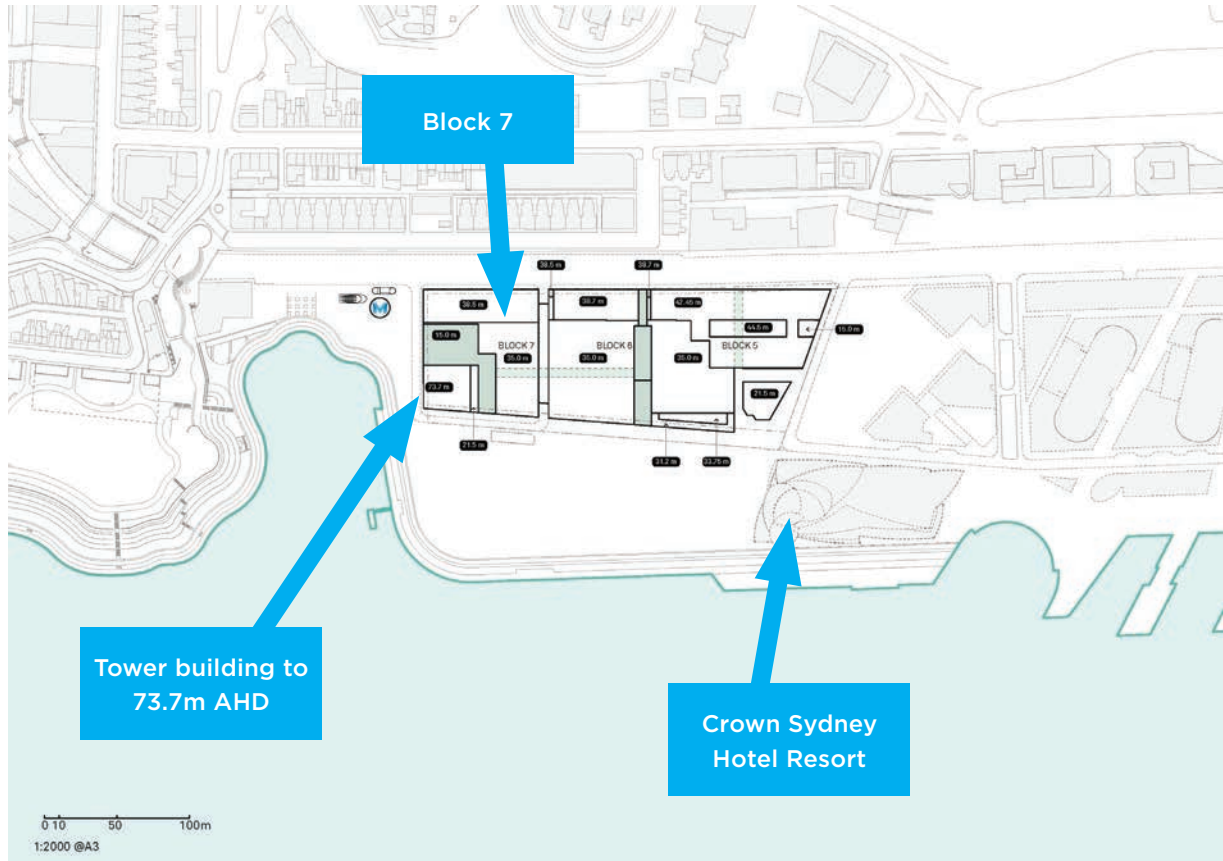 Block 7
38.5 m
38.7 m
38.5 m
38.7 m
42.45 m
M
44.6 m
15.0 m
15.0 m
BLOCK 7
BLOCK 6
BLOCK 5
35.0 m
35.0 m
35.0 m
73.7 m
21.5 m
21.5 m
31.2 m
33.75 m
Tower building to
73.7m AHD
Crown Sydney
Hotel Resort
0 10 50 100m
1:2000 @A3